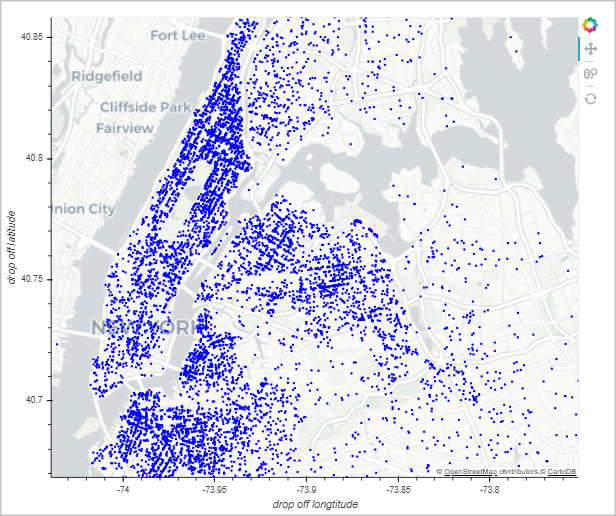 40.85
40.8
40.75
40.7
drop off latitude
Fort Lee
Ridgefield
Cliffside Park
Fairview
Union City
NEW YORK
© OpenStreetMap contributors,© CartoDB
-74
-73.95
-73.9
-73.85
-73.8
drop off longtitude